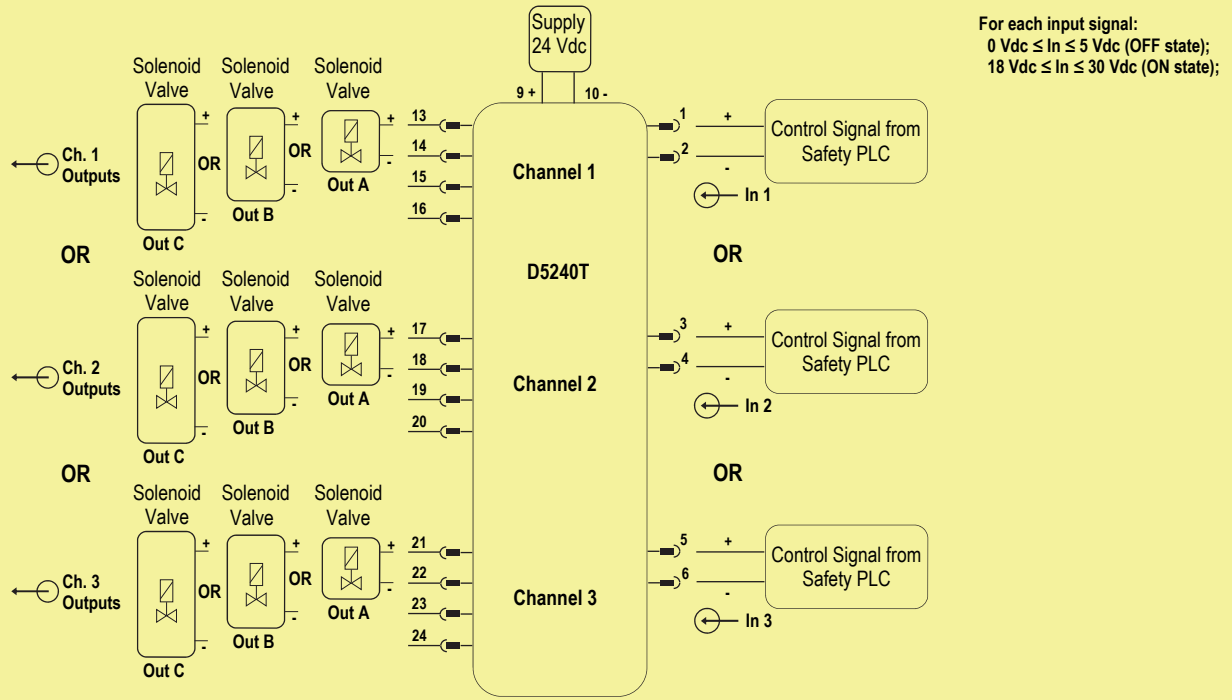 Supply
24 Vdc
9 +
10 -
For each input signal:
0 Vdc ≤ In ≤ 5 Vdc (OFF state);
18 Vdc ≤ In ≤ 30 Vdc (ON state);
Solenoid
Valve
Solenoid
Valve
Solenoid
Valve
Ch. 1
Outputs
+
-
Out C
OR
+
-
Out B
OR
+
-
Out A
13
14
15
16
Channel 1
1
2
+
-
Control Signal from
Safety PLC
In 1
OR
D5240T
OR
Solenoid
Valve
Solenoid
Valve
Solenoid
Valve
Ch. 2
Outputs
+
-
Out C
OR
+
-
Out B
OR
+
-
Out A
17
18
19
20
Channel 2
3
4
+
-
Control Signal from
Safety PLC
In 2
OR
OR
Solenoid
Valve
Solenoid
Valve
Solenoid
Valve
Ch. 3
Outputs
+
-
Out C
OR
+
-
Out B
OR
+
-
Out A
21
22
23
24
Channel 3
5
6
+
-
Control Signal from
Safety PLC
In 3